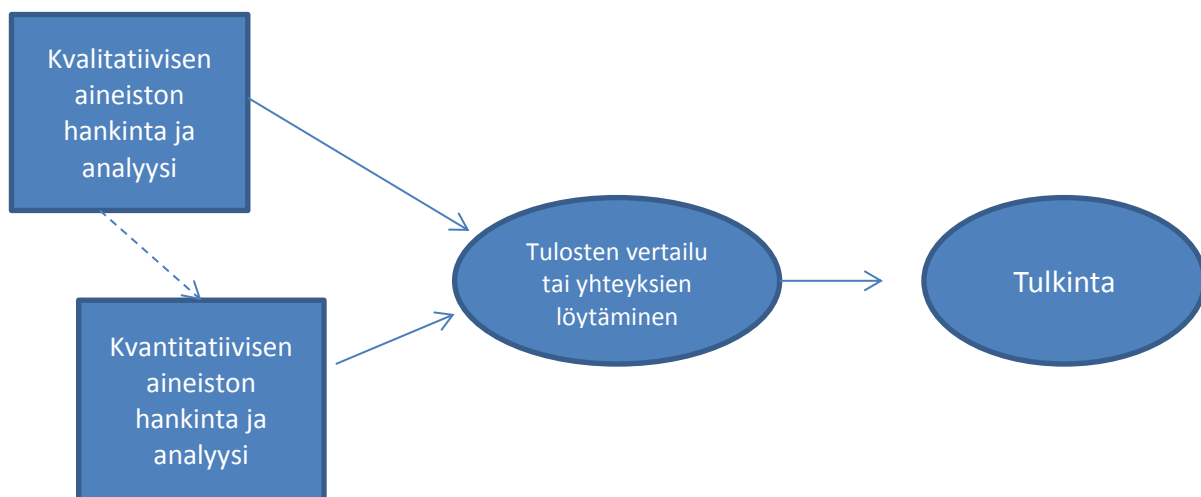 Kvalitatiivisen
aineiston
hankinta ja
analyysi
Kvantitatiivisen
aineiston
hankinta ja
analyysi
Tulosten vertailu
tai yhteyksien
löytäminen
Tulkinta